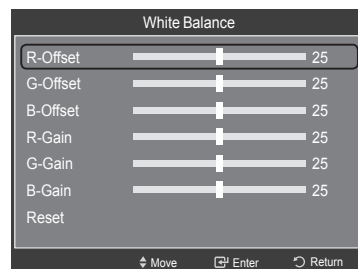 White Balance
R-Offset 25
G-Offset 25
B-Offset 25
R-Gain 25
G-Gain 25
B-Gain 25
Reset
Move Enter Return